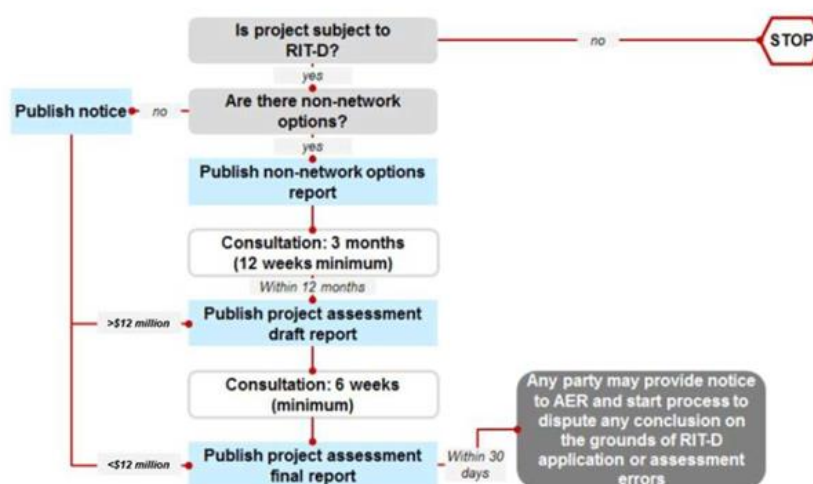 Is project subject to
RIT-D?
no
STOP
yes
Publish notice
no
Are there non-network
options?
yes
Publish non-network options
report
Consultation: 3 months
(12 weeks minimum)
Within 12 months
>$12 million
Publish project assessment
draft report
Consultation: 6 weeks
(minimum)
Any party may provide notice
to AER and start process to
dispute any conclusion on
the grounds of RIT-D
application or assessment
errors
<$12 million
Publish project assessment
final report
Within 30
days